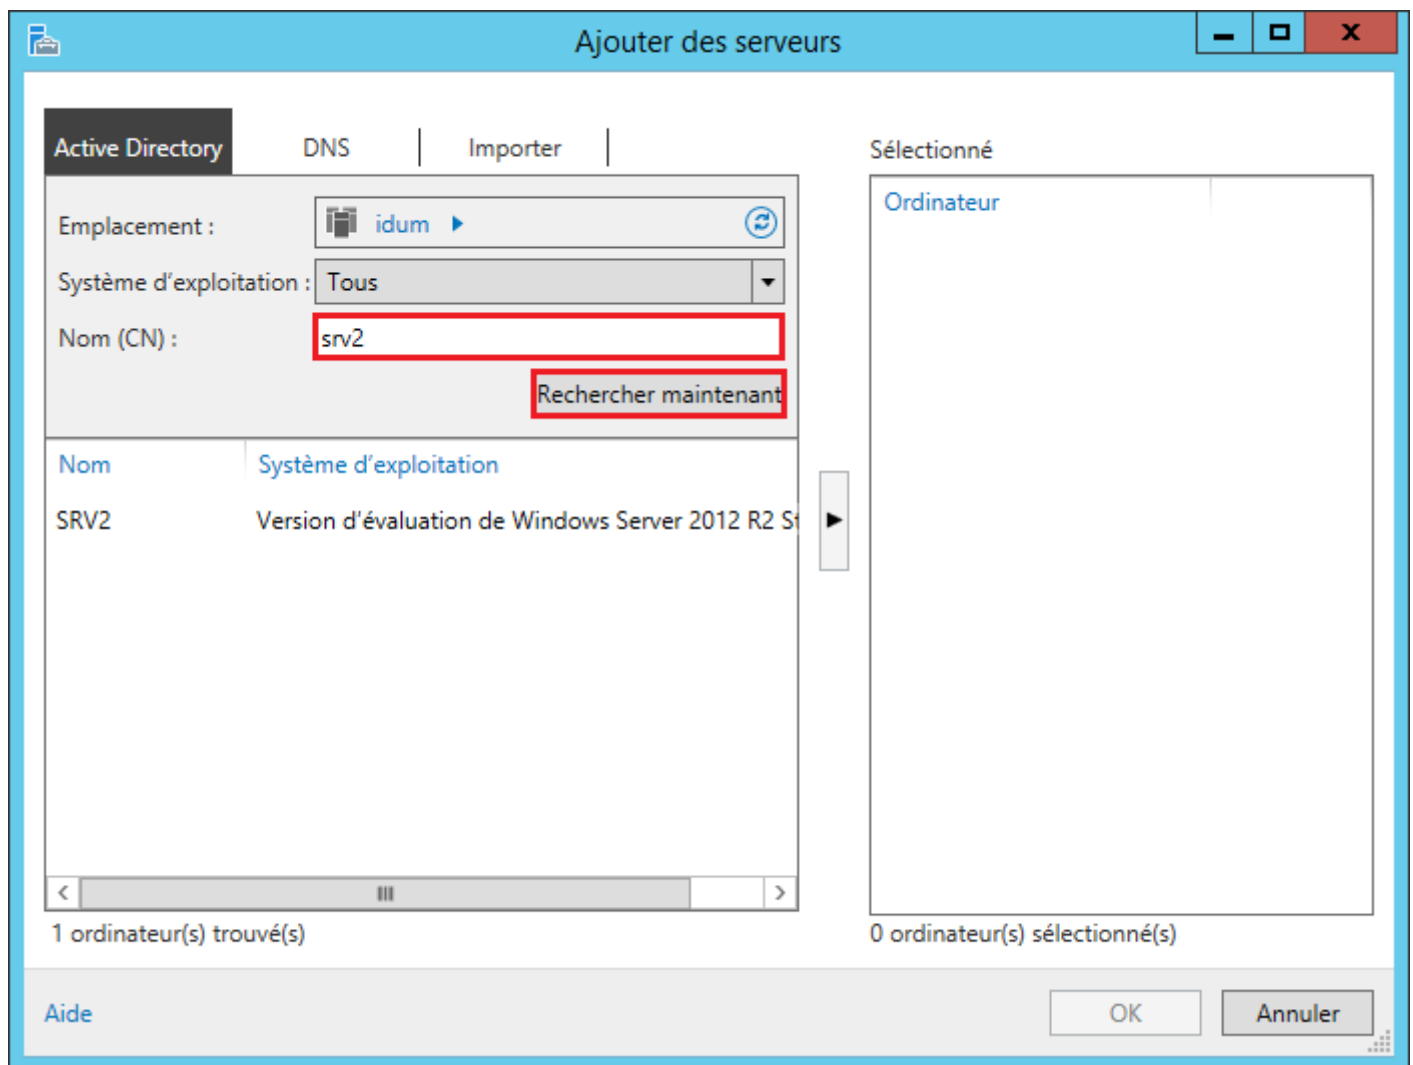 Ajouter des serveurs
Active Directory
DNS
Importer
Sélectionné
Emplacement :
idum
Système d'exploitation :
Tous
Nom (CN) :
srv2
Rechercher maintenant
Nom
Système d'exploitation
SRV2
Version d'évaluation de Windows Server 2012 R2 St
1 ordinateur(s) trouvé(s)
Ordinateur
0 ordinateur(s) sélectionné(s)
Aide
OK
Annuler